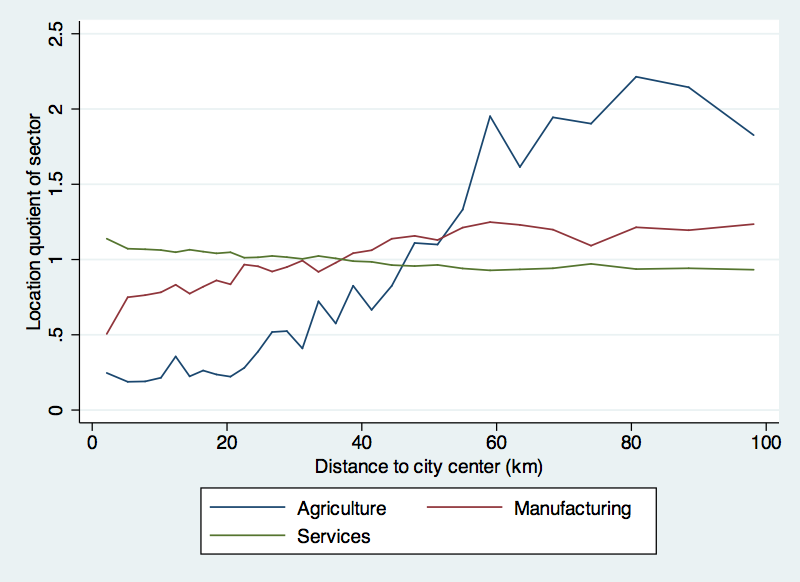 2.5
2
1.5
1
.5
0
Location quotient of sector
0 20 40 60 80 100
Distance to city center (km)
Agriculture Manufacturing
Services